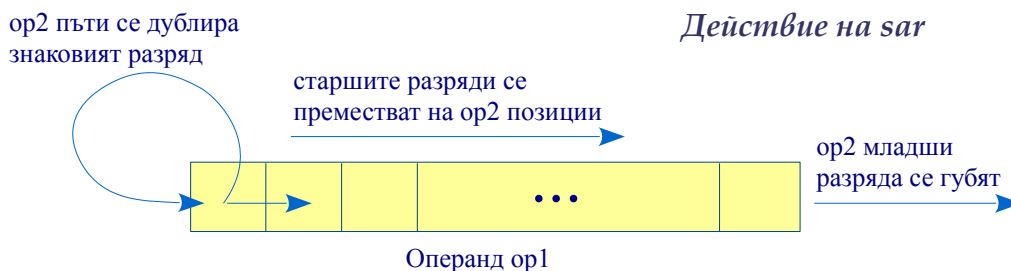 op2 пъти се дублира
знаковият разряд
Действие на sar
старшите разряди се
преместват на op2 позиции
op2 младши
разряда се губят
• • •
Операнд op1